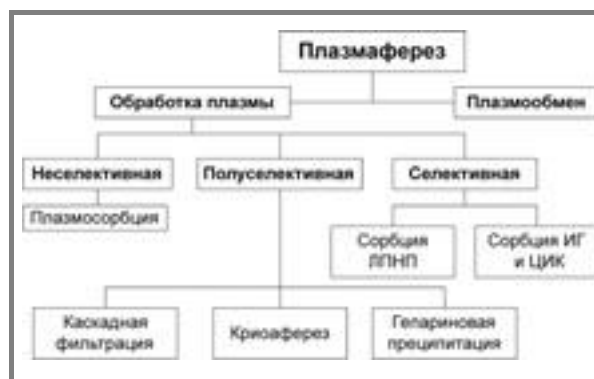 Плазмаферез
Обработка плазмы
Плазмообмен
Неселективная
Полуселективная
Селективная
Плазмосорбция
Сорбция
ЛПНП
Сорбция ИГ
и ЦИК
Каскадная
фильтрация
Криоаферез
Гепариновая
преципитация